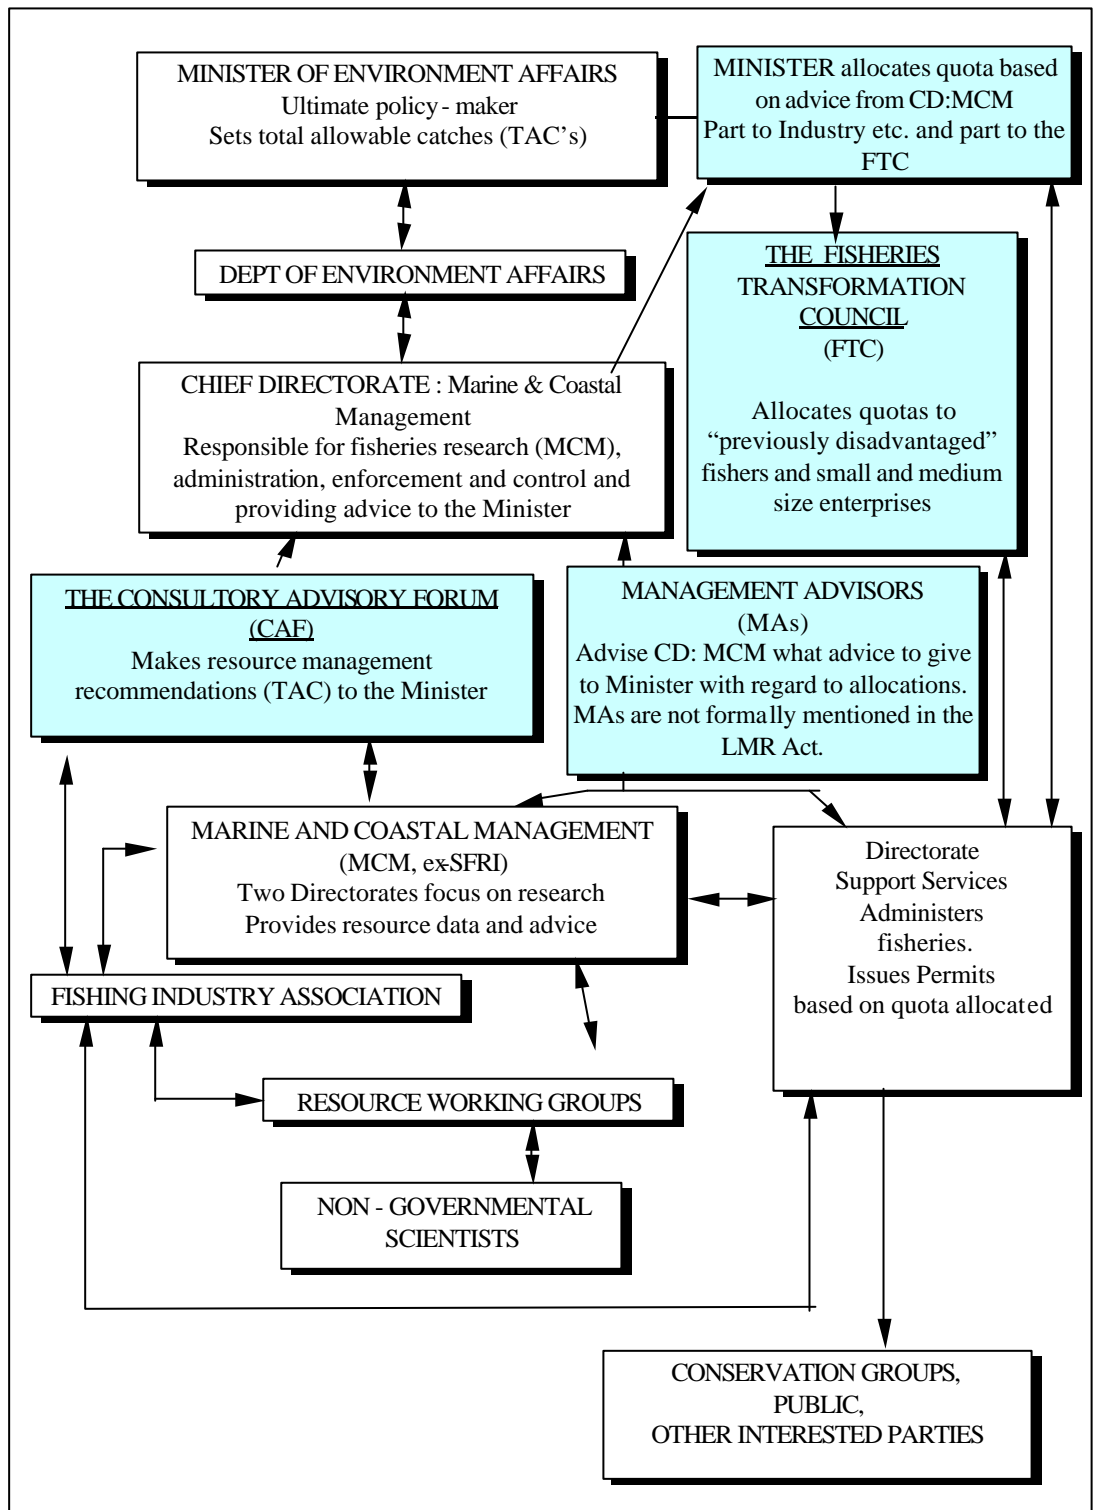 MINISTER OF ENVIRONMENT AFFAIRS
Ultimate policy - maker
Sets total allowable catches (TAC's)
MINISTER allocates quota based
on advice from CD:MCM
Part to Industry etc. and part to the
FTC
DEPT OF ENVIRONMENT AFFAIRS
THE FISHERIES
TRANSFORMATION
COUNCIL
(FTC)
Allocates quotas to
“previously disadvantaged”
fishers and small and medium
size enterprises
CHIEF DIRECTORATE : Marine & Coastal
Management
Responsible for fisheries research (MCM),
administration, enforcement and control and
providing advice to the Minister
THE CONSULTORY ADVISORY FORUM
(CAF)
Makes resource management
recommendations (TAC) to the Minister
MANAGEMENT ADVISORS
(MAs)
Advise CD: MCM what advice to give
to Minister with regard to allocations.
MAs are not formally mentioned in the
LMR Act.
MARINE AND COASTAL MANAGEMENT
(MCM, ex-SFRI)
Two Directorates focus on research
Provides resource data and advice
Directorate
Support Services
Administers
fisheries.
Issues Permits
based on quota allocated
FISHING INDUSTRY ASSOCIATION
RESOURCE WORKING GROUPS
NON - GOVERNMENTAL
SCIENTISTS
CONSERVATION GROUPS,
PUBLIC,
OTHER INTERESTED PARTIES